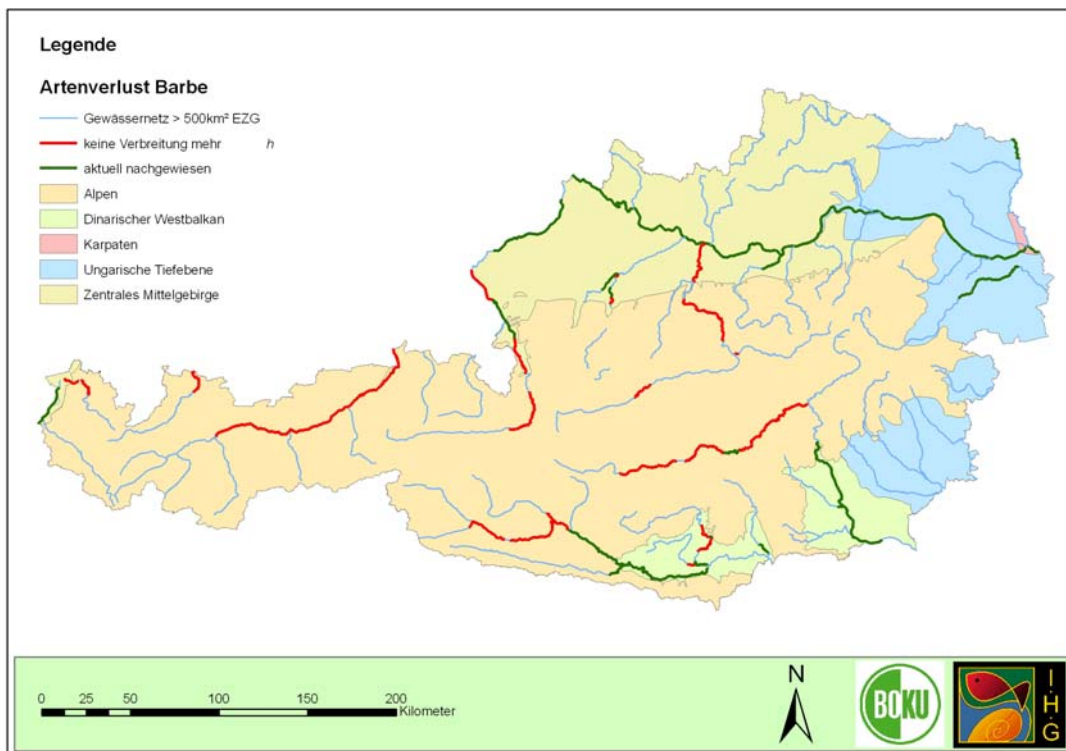 Legende
Artenverlust Barbe
Gewässernetz > 500km² EZG
keine Verbreitung mehr h
aktuell nachgewiesen
Alpen
Dinarischer Westbalkan
Karpaten
Ungarische Tiefebene
Zentrales Mittelgebirge
0 25 50 100 150 200
Kilometer
N
BOKU
I·H·G